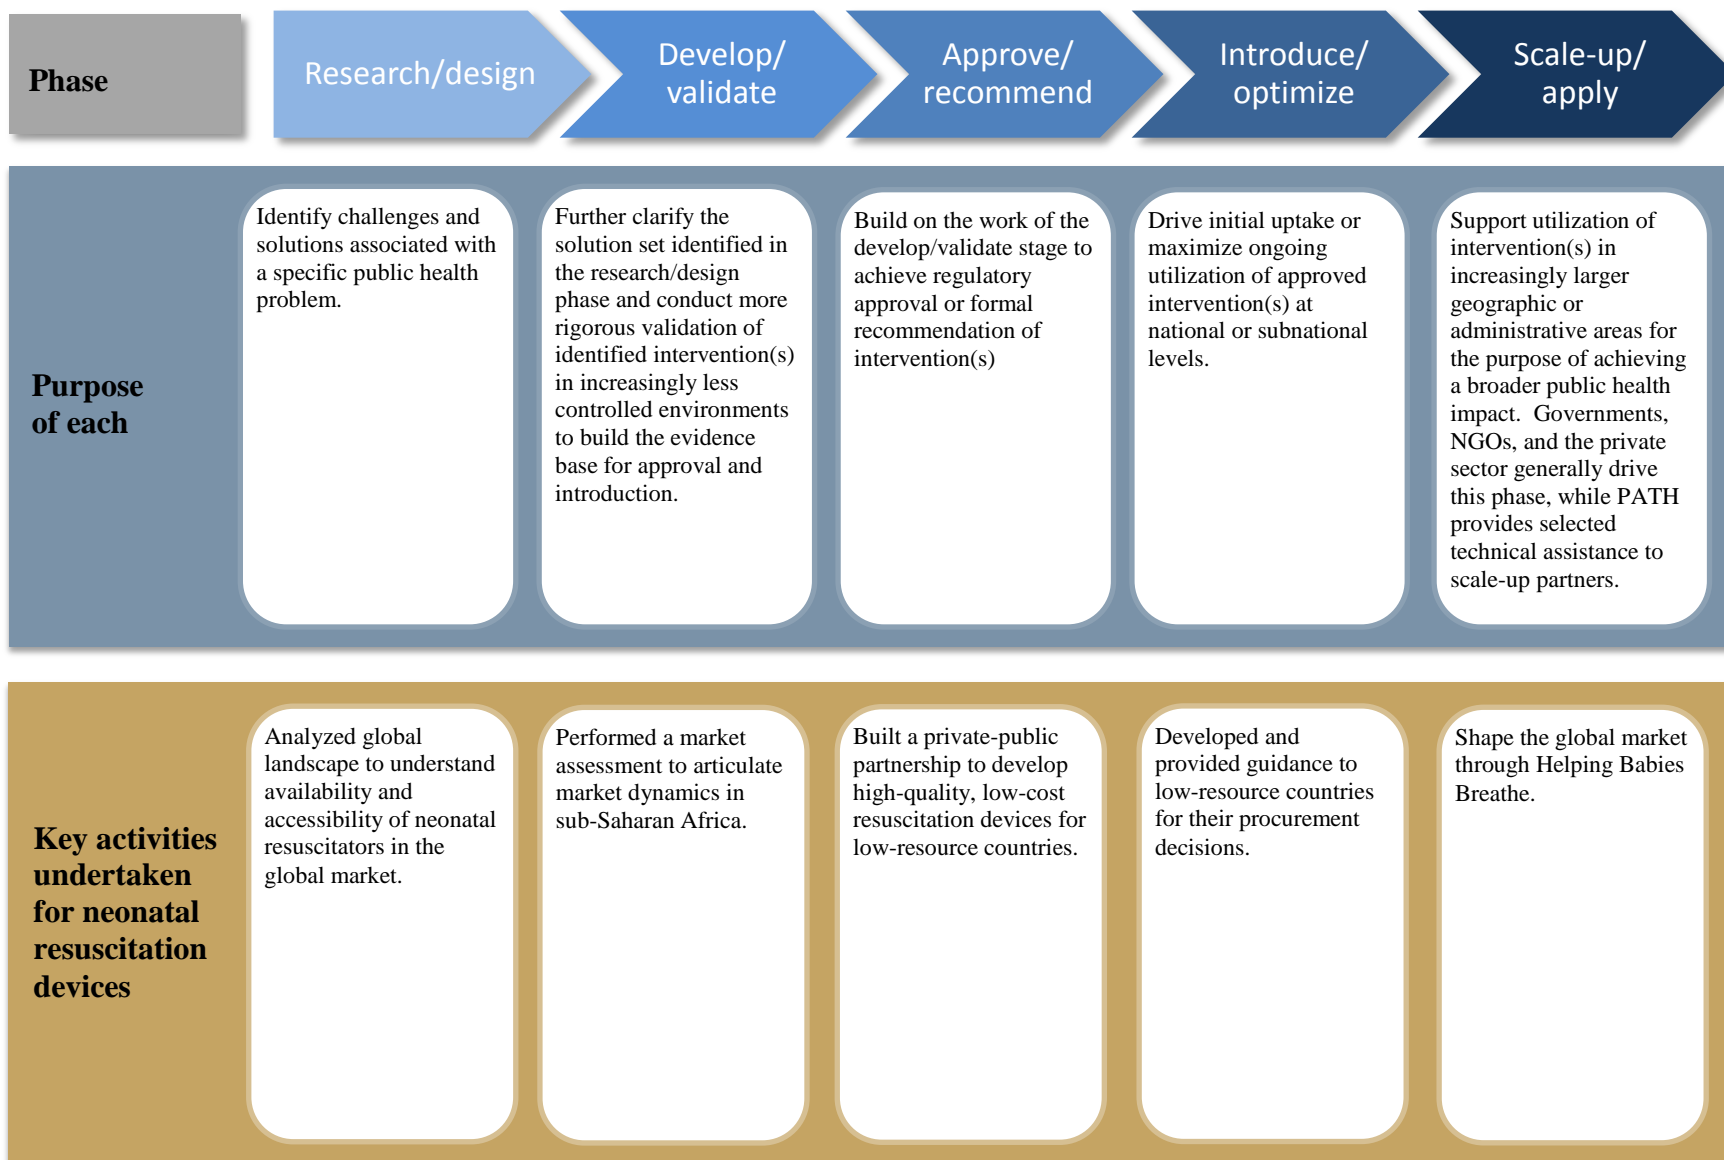 Phase
Research/design
Develop/
validate
Approve/
recommend
Introduce/
optimize
Scale-up/
apply
Purpose
of each
Identify challenges and
solutions associated with
a specific public health
problem.
Further clarify the
solution set identified in
the research/design
phase and conduct more
rigorous validation of
identified intervention(s)
in increasingly less
controlled environments
to build the evidence
base for approval and
introduction.
Build on the work of the
develop/validate stage to
achieve regulatory
approval or formal
recommendation of
intervention(s)
Drive initial uptake or
maximize ongoing
utilization of approved
intervention(s) at
national or subnational
levels.
Support utilization of
intervention(s) in
increasingly larger
geographic or
administrative areas for
the purpose of achieving
a broader public health
impact.  Governments,
NGOs, and the private
sector generally drive
this phase, while PATH
provides selected
technical assistance to
scale-up partners.
Key activities
undertaken
for neonatal
resuscitation
devices
Analyzed global
landscape to understand
availability and
accessibility of neonatal
resuscitators in the
global market.
Performed a market
assessment to articulate
market dynamics in
sub-Saharan Africa.
Built a private-public
partnership to develop
high-quality, low-cost
resuscitation devices for
low-resource countries.
Developed and
provided guidance to
low-resource countries
for their procurement
decisions.
Shape the global market
through Helping Babies
Breathe.